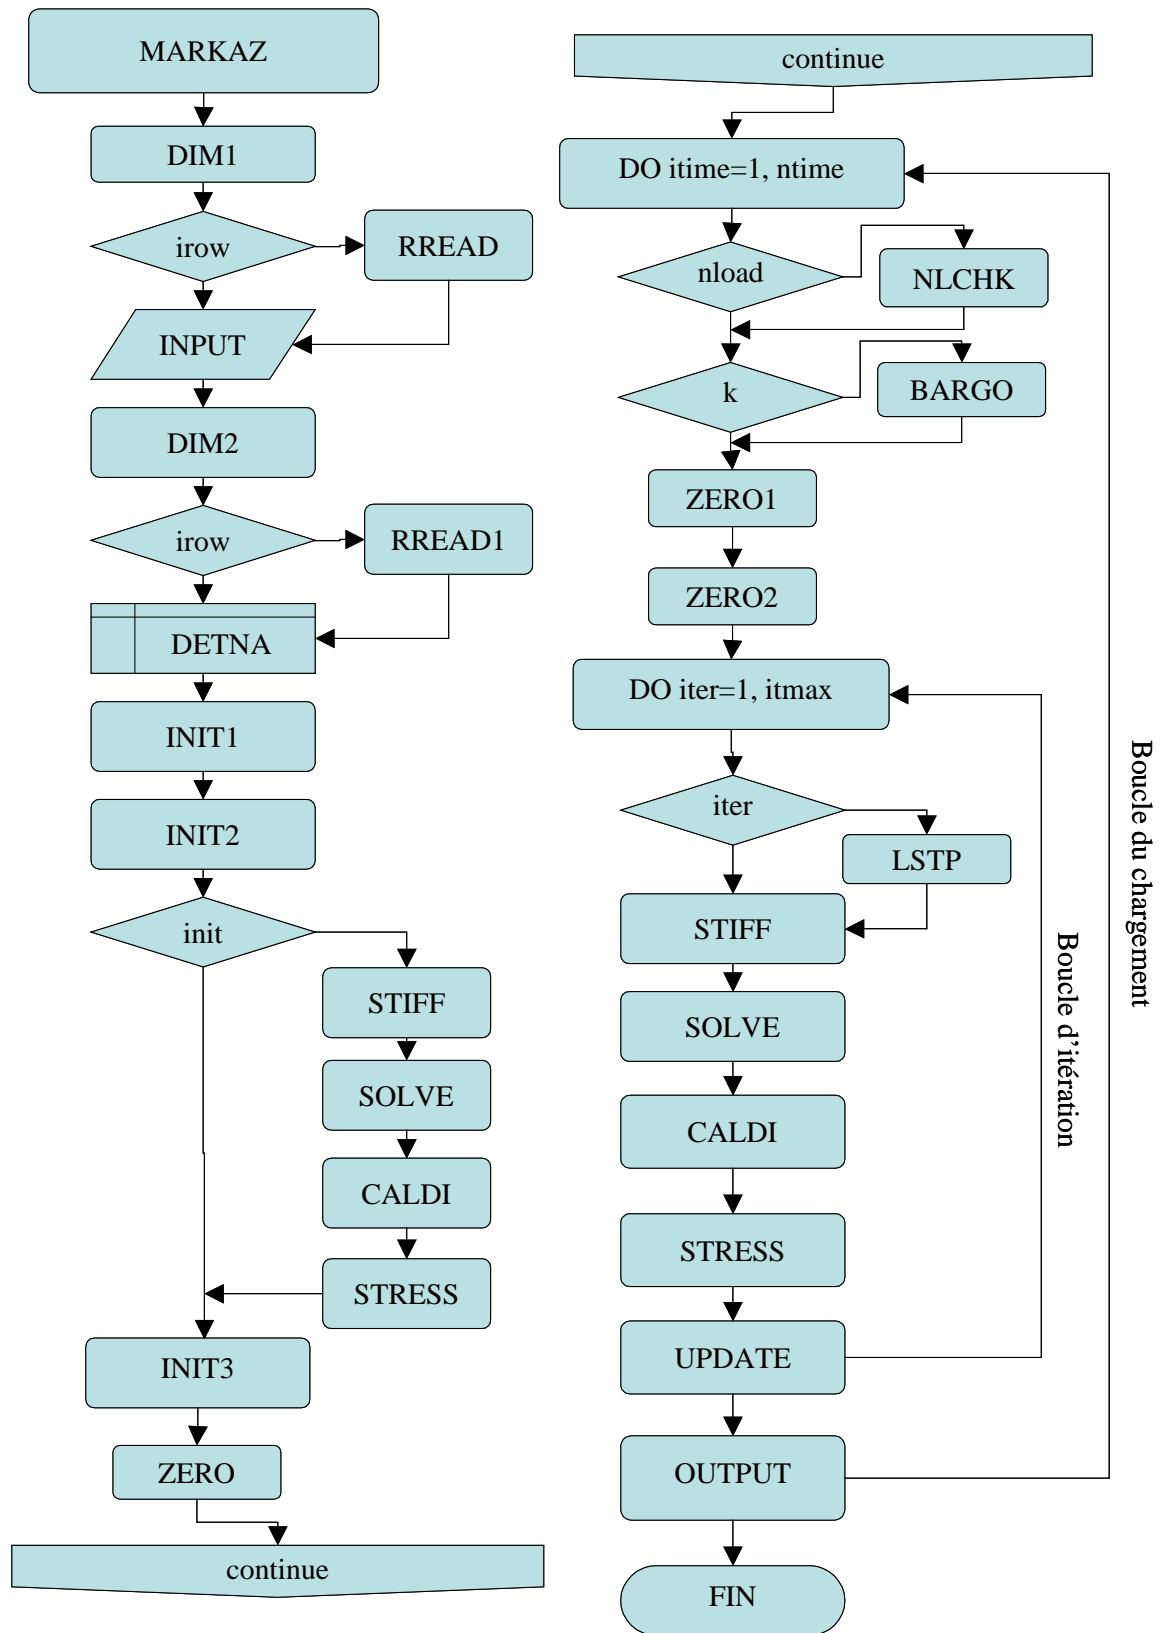 MARKAZ
DIM1
irow
RREAD
INPUT
DIM2
irow
RREAD1
DETNA
INIT1
INIT2
init
STIFF
SOLVE
CALDI
STRESS
INIT3
ZERO
continue
continue
DO itime=1, ntime
nload
NLCHK
k
BARGO
ZERO1
ZERO2
DO iter=1, itmax
iter
LSTP
STIFF
SOLVE
CALDI
STRESS
UPDATE
OUTPUT
FIN
Boucle d'itération
Boucle du chargement